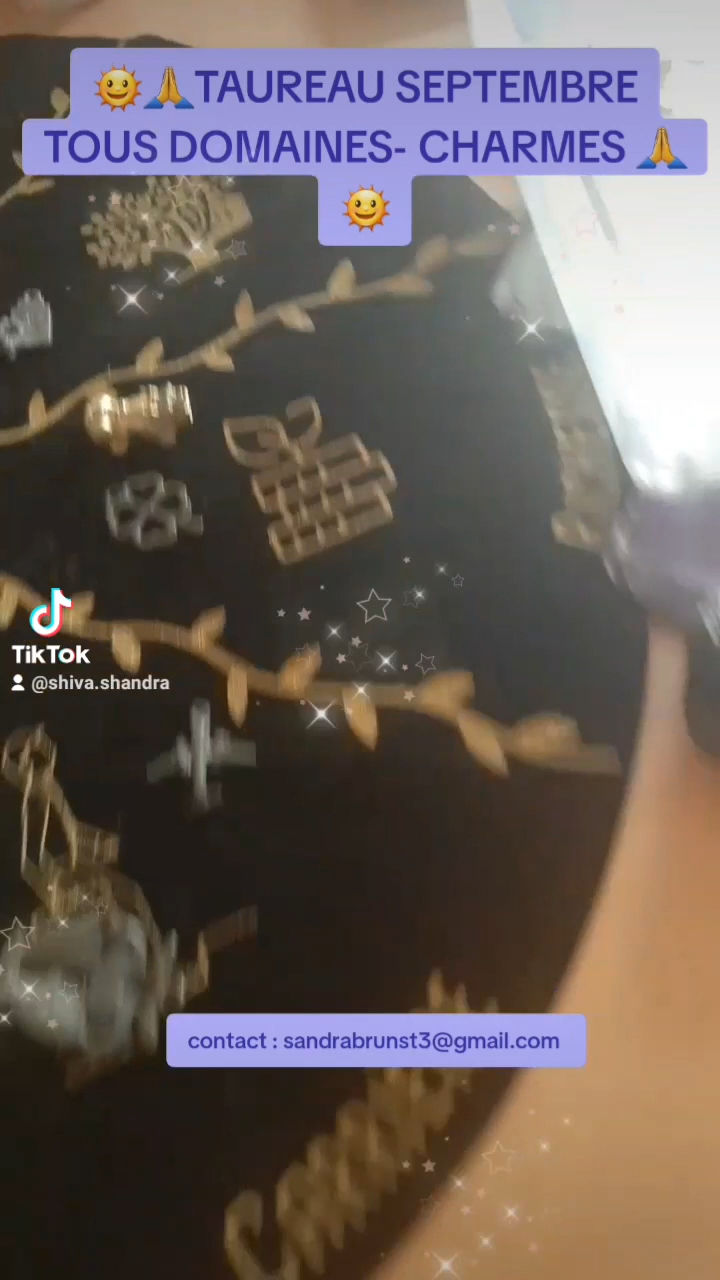 🌞🙏TAUREAU SEPTEMBRE
TOUS DOMAINES- CHARMES 🙏
🌞
TikTok
@shiva.shandra
contact : sandrabrunst3@gmail.com